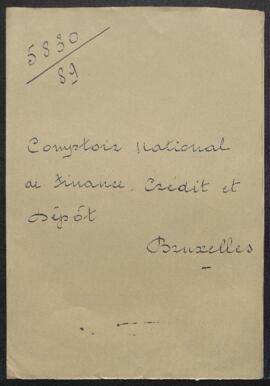 5830
89
Comptoir National
de Finance, Crédit et
Dépôt
Bruxelles